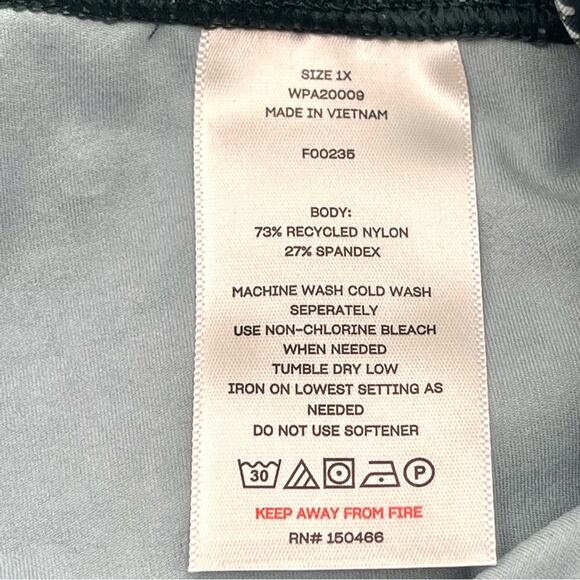 SIZE 1X
WPA20009
MADE IN VIETNAM
F00235
BODY:
73% RECYCLED NYLON
27% SPANDEX
MACHINE WASH COLD WASH
SEPERATELY
USE NON-CHLORINE BLEACH
WHEN NEEDED
TUMBLE DRY LOW
IRON ON LOWEST SETTING AS
NEEDED
DO NOT USE SOFTENER
30 P
KEEP AWAY FROM FIRE
RN# 150466